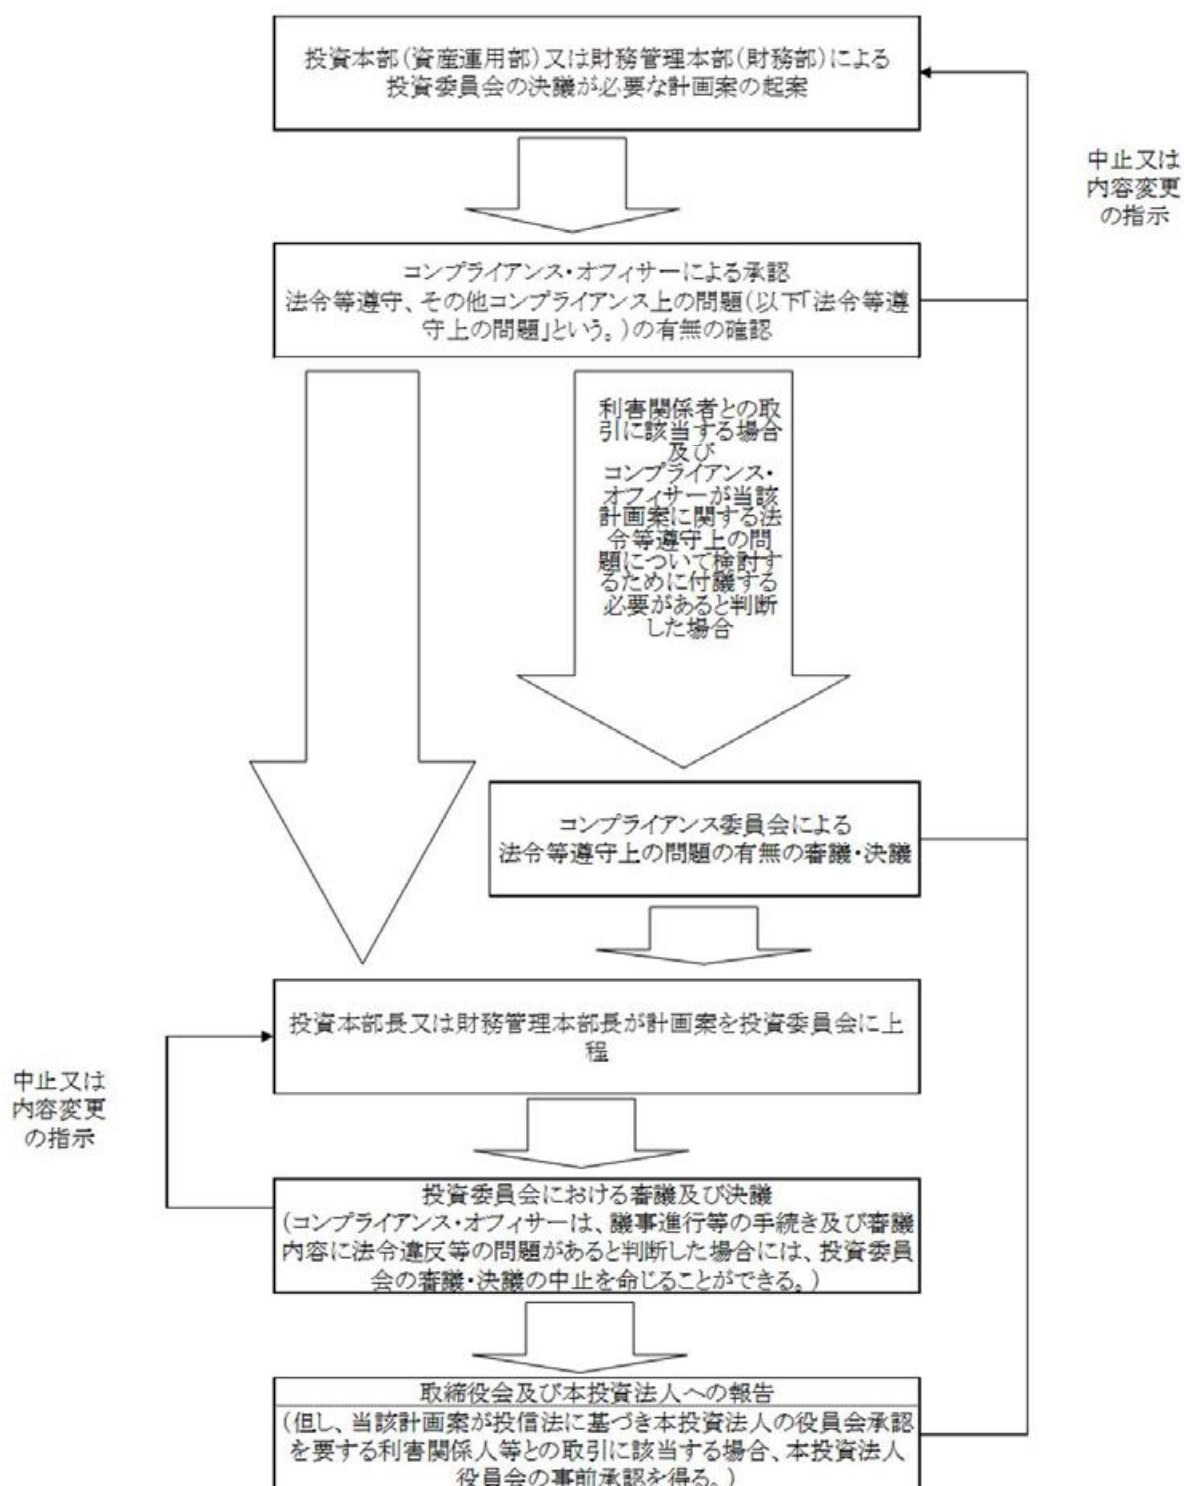 投資本部（資産運用部）又は財務管理本部（財務部）による
投資委員会の決議が必要な計画案の起案
中止又は
内容変更
の指示
コンプライアンス・オフィサーによる承認
法令等遵守、その他コンプライアンス上の問題（以下「法令等遵
守上の問題」という。）の有無の確認
利害関係者との取
引に該当する場合
及び
コンプライアンス・
オフィサーが当該
計画案に関する法
令等遵守上の問
題について検討す
るために付議する
必要があると判断
した場合
コンプライアンス委員会による
法令等遵守上の問題の有無の審議・決議
投資本部長又は財務管理本部長が計画案を投資委員会に上
程
中止又は
内容変更
の指示
投資委員会における審議及び決議
（コンプライアンス・オフィサーは、議事進行等の手続き及び審議
内容に法令違反等の問題があると判断した場合には、投資委員
会の審議・決議の中止を命じることができる。）
取締役会及び本投資法人への報告
（但し、当該計画案が投信法に基づき本投資法人の役員会承認
を要する利害関係人等との取引に該当する場合、本投資法人
役員会の事前承認を得る。）